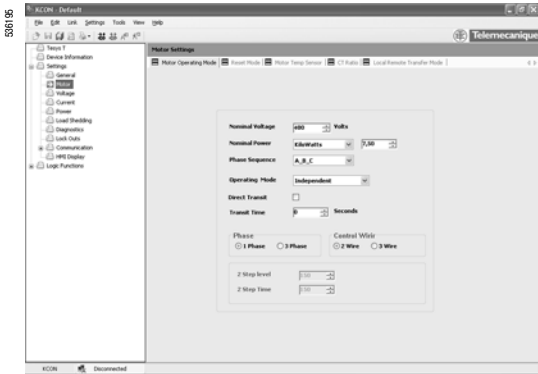 536195
KCON - Default
File Edit Link Settings Tools View Help
Telemecanique
Tesys T
Device Information
Settings
General
Motor
Voltage
Current
Power
Load Shedding
Diagnostics
Lock Outs
Communication
HMI Display
Logic Functions
Motor Settings
Motor Operating Mode Reset Mode Motor Temp Sensor CT Ratio Local Remote Transfer Mode
Nominal Voltage 480 Volts
Nominal Power KiloWatts 7,50
Phase Sequence A_B_C
Operating Mode Independent
Direct Transit
Transit Time 0 Seconds
Phase
1 Phase 3 Phase
Control Wirir
2 Wire 3 Wire
2 Step level 150
2 Step Time
KCON Disconnected